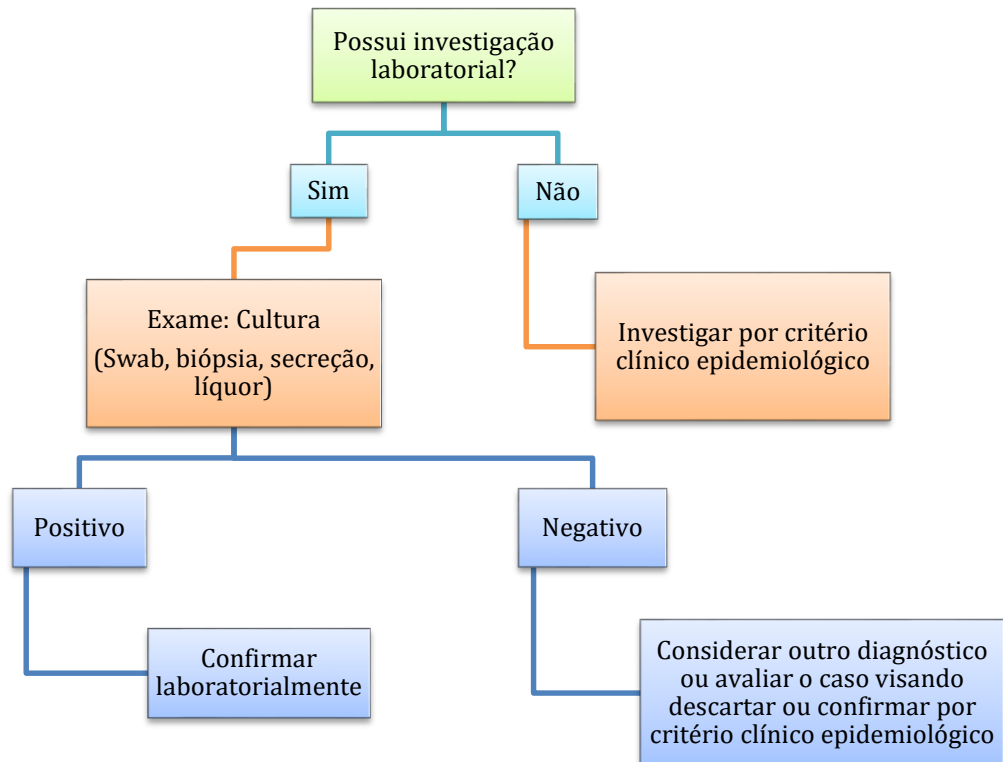 Possui investigação
laboratorial?
Sim
Não
Exame: Cultura
(Swab, biópsia, secreção,
líquor)
Investigar por critério
clínico epidemiológico
Positivo
Negativo
Confirmar
laboratorialmente
Considerar outro diagnóstico
ou avaliar o caso visando
descartar ou confirmar por
critério clínico epidemiológico